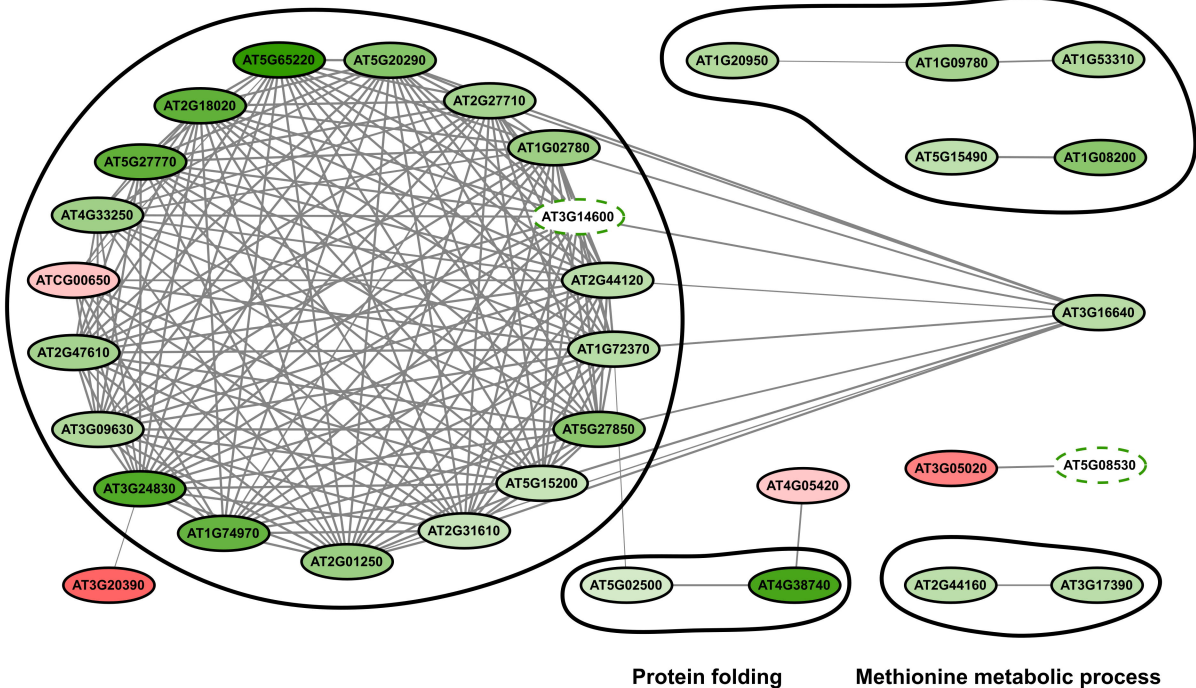 AT5G65220
AT5G20290
AT2G18020
AT2G27710
AT5G27770
AT1G02780
AT4G33250
AT3G14600
ATCG00650
AT2G44120
AT2G47610
AT1G72370
AT3G09630
AT5G27850
AT3G24830
AT5G15200
AT1G74970
AT2G31610
AT2G01250
AT3G20390
AT1G20950
AT1G09780
AT1G53310
AT5G15490
AT1G08200
AT3G16640
AT3G05020
AT5G08530
AT4G05420
AT5G02500
AT4G38740
AT2G44160
AT3G17390
Protein folding
Methionine metabolic process